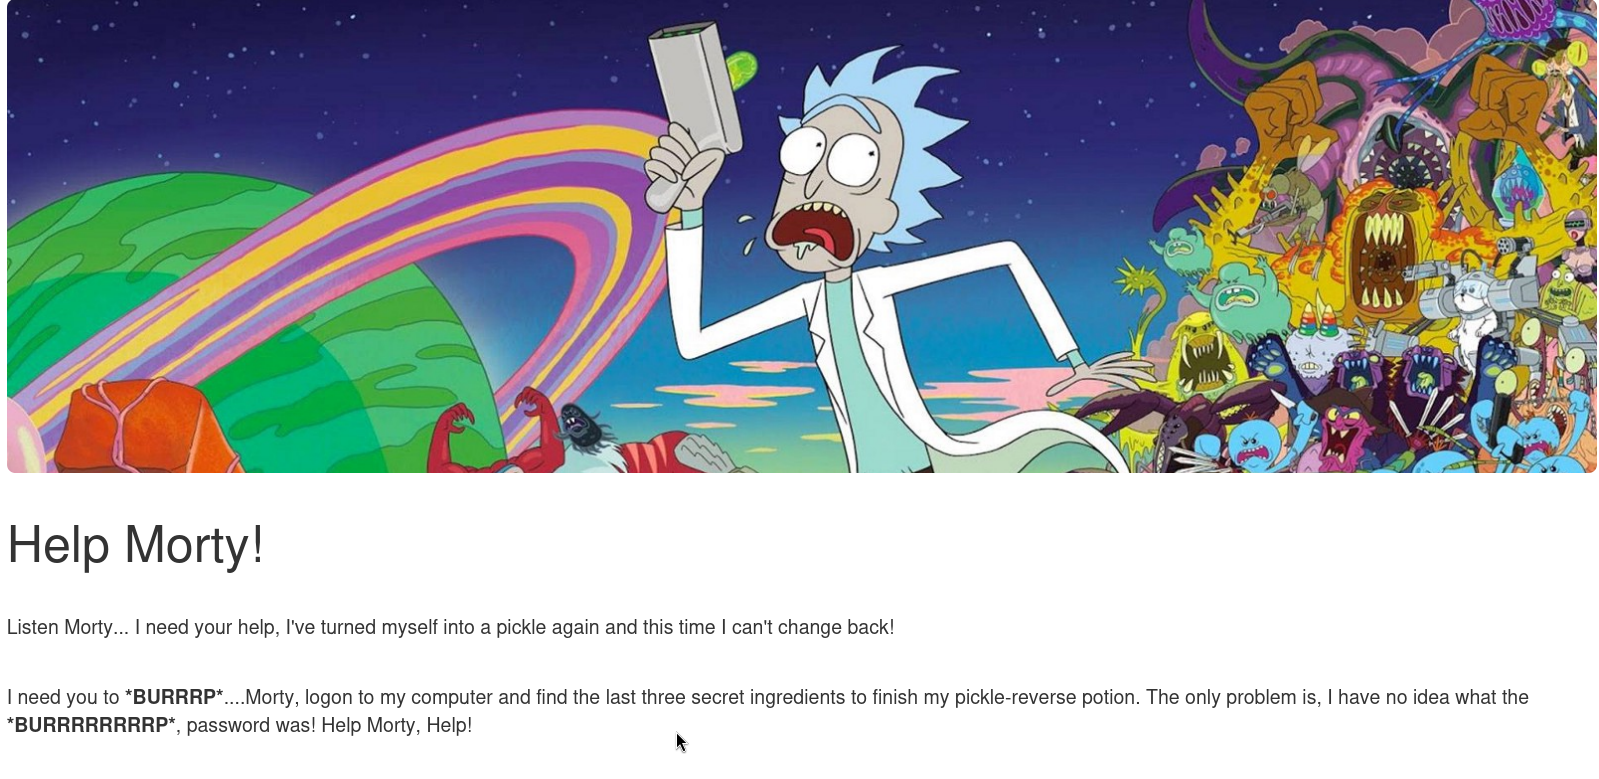 Help Morty!
Listen Morty... I need your help, I've turned myself into a pickle again and this time I can't change back!
I need you to *BURRRP*....Morty, logon to my computer and find the last three secret ingredients to finish my pickle-reverse potion. The only problem is, I have no idea what the
*BURRRRRRRRP*, password was! Help Morty, Help!